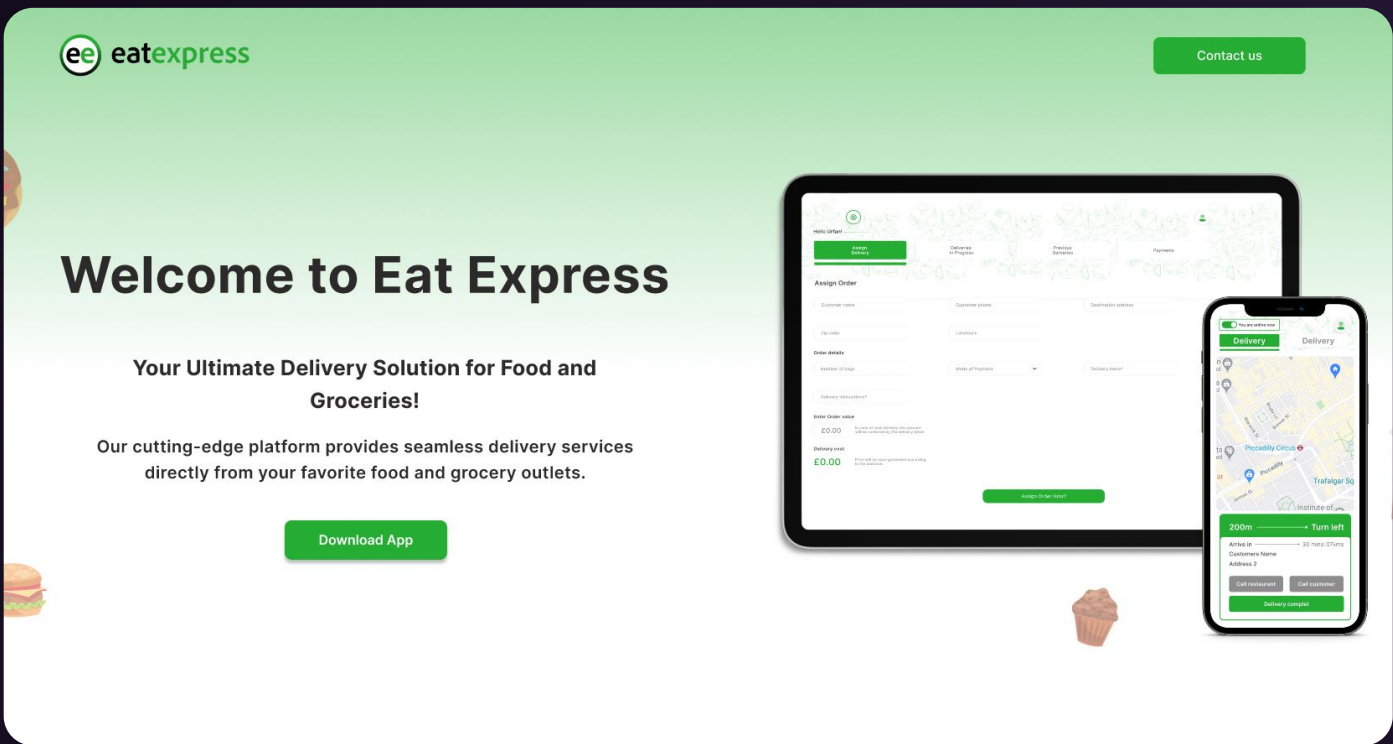 ee eatexpress
Contact us
Welcome to Eat Express
Your Ultimate Delivery Solution for Food and
Groceries!
Our cutting-edge platform provides seamless delivery services
directly from your favorite food and grocery outlets.
Download App
Hello Urfan!
Assign
Delivery
Deliveries
In Progress
Previous
Deliveries
Payments
Assign Order
Customer name
Customer phone
Destination address
Zip code
Landmark
Order details
Number of bags
Mode of Payment
Delivery items*
Delivery instructions*
Enter Order value
£0.00
Delivery cost
£0.00
Assign Order Now?
You are online now
Delivery
Delivery
Piccadilly Circus
Piccadilly
Trafalgar Sq
Institute of
200m
Turn left
Arrive in
30 mins
Customers Name
Address 2
Call restaurant
Call customer
Delivery complet